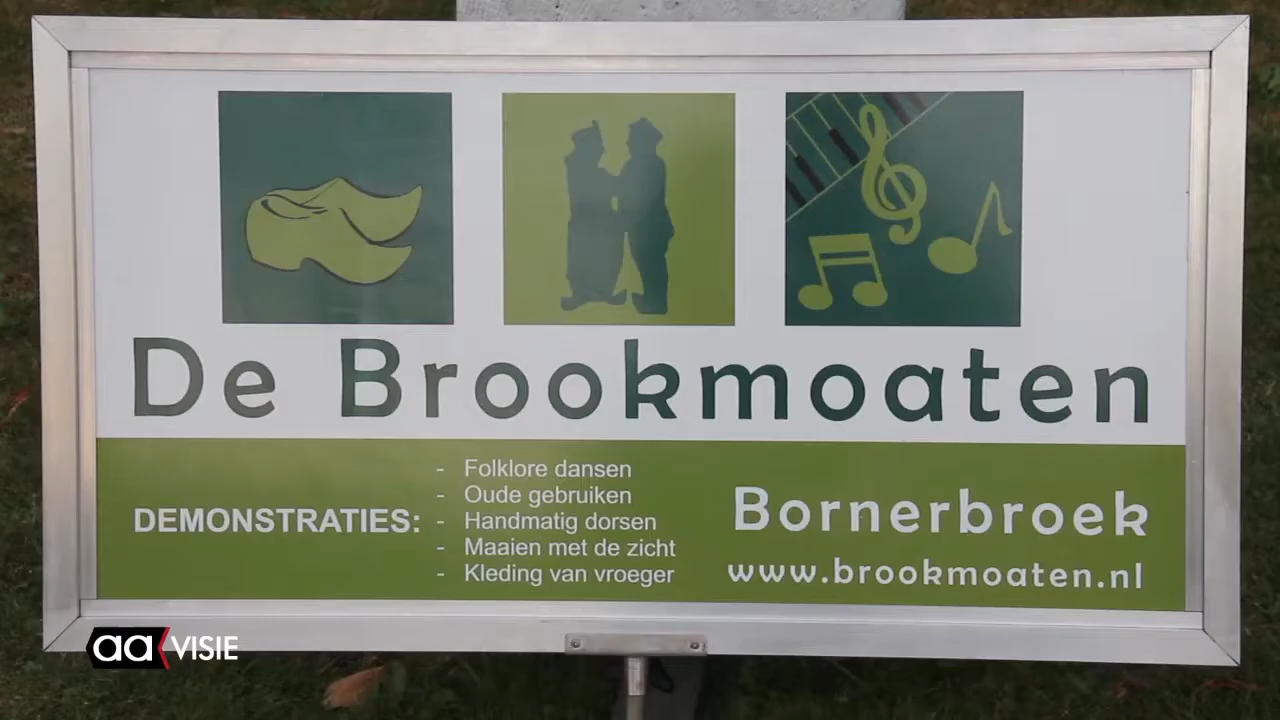 De Brookmoaten
DEMONSTRATIES:
- Folklore dansen
- Oude gebruiken
- Handmatig dorsen
- Maaien met de zicht
- Kleding van vroeger
Bornerbroek
www.brookmoaten.nl
aa VISIE